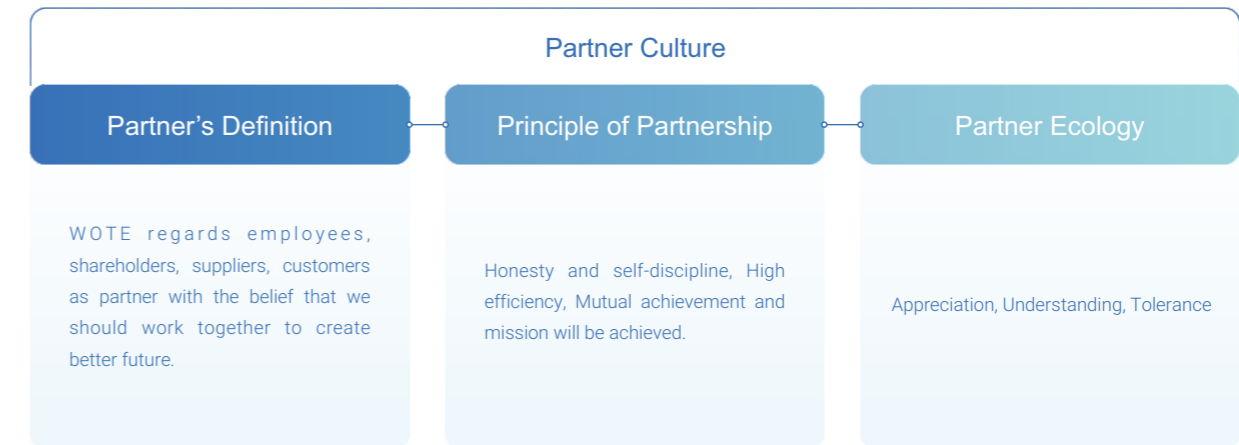 Partner Culture
Partner’s Definition
Principle of Partnership
Partner Ecology
WOTE regards employees,
shareholders, suppliers, customers
as partner with the belief that we
should work together to create
better future.
Honesty and self-discipline, High
efficiency, Mutual achievement and
mission will be achieved.
Appreciation, Understanding, Tolerance